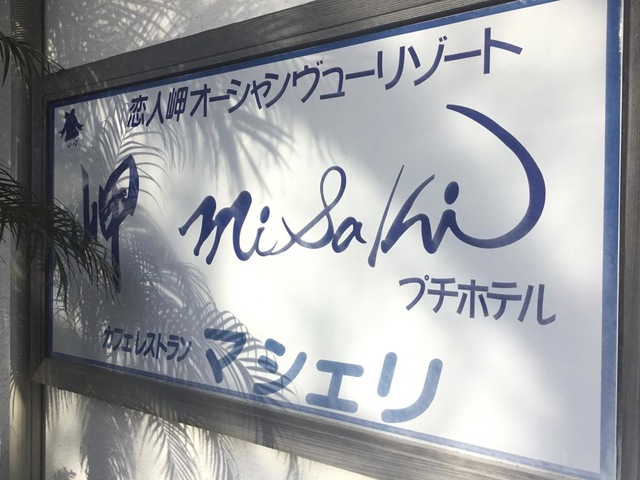 恋人岬オーシャンヴューリゾート
岬 misaki
プチホテル
カフェレストラン マシェリ